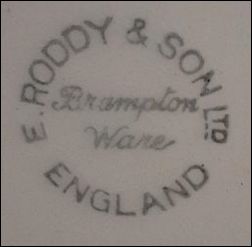 E. RODDY & SON LTD
Brampton
Ware
ENGLAND